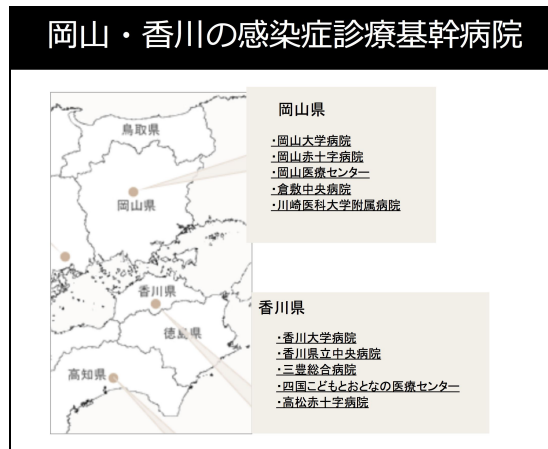 岡山・香川の感染症診療基幹病院
鳥取県
岡山県
香川県
徳島県
高知県
岡山県
・岡山大学病院
・岡山赤十字病院
・岡山医療センター
・倉敷中央病院
・川崎医科大学附属病院
香川県
・香川大学病院
・香川県立中央病院
・三豊総合病院
・四国こどもとおとなの医療センター
・高松赤十字病院